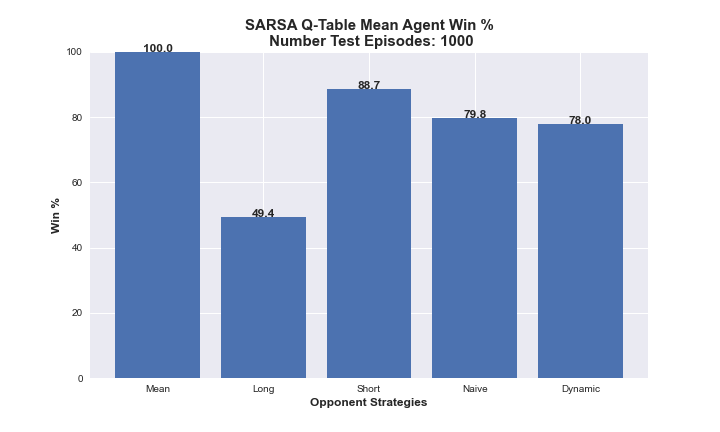 SARSA Q-Table Mean Agent Win %
Number Test Episodes: 1000
100
80
60
40
20
0
Win %
100.0
49.4
88.7
79.8
78.0
Mean
Long
Short
Naive
Dynamic
Opponent Strategies